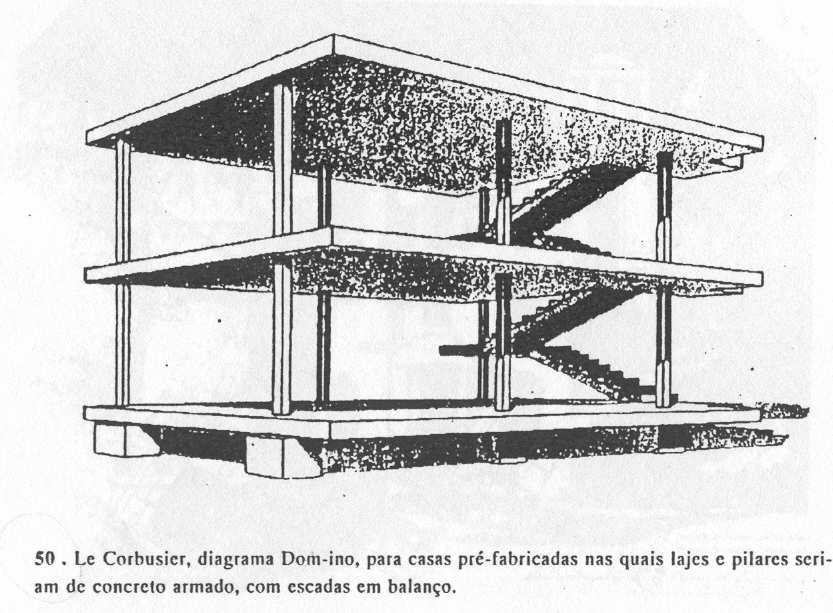 50 . Le Corbusier, diagrama Dom-ino, para casas pré-fabricadas nas quais lajes e pilares seri-
am de concreto armado, com escadas em balanço.